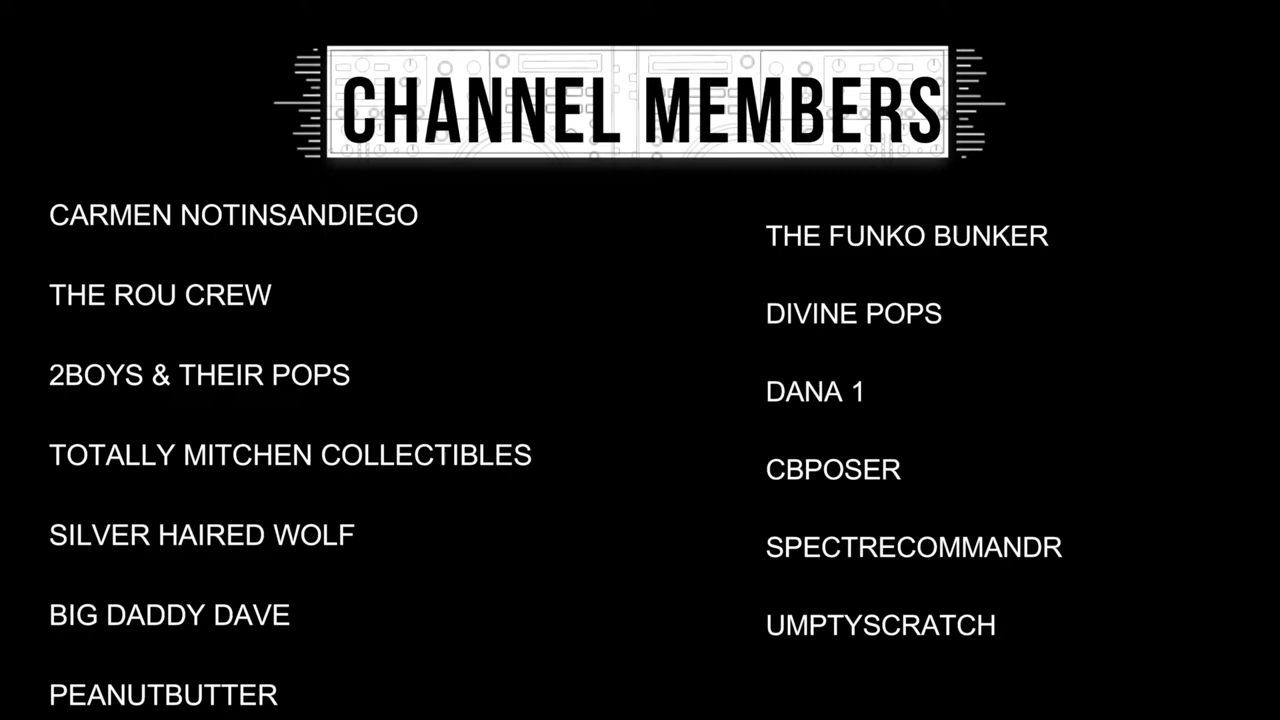 CHANNEL MEMBERS
CARMEN NOTINSANDIEGO
THE ROU CREW
2BOYS & THEIR POPS
TOTALLY MITCHEN COLLECTIBLES
SILVER HAIRED WOLF
BIG DADDY DAVE
PEANUTBUTTER
THE FUNKO BUNKER
DIVINE POPS
DANA 1
CBPOSER
SPECTRECOMMANDR
UMPTYSCRATCH